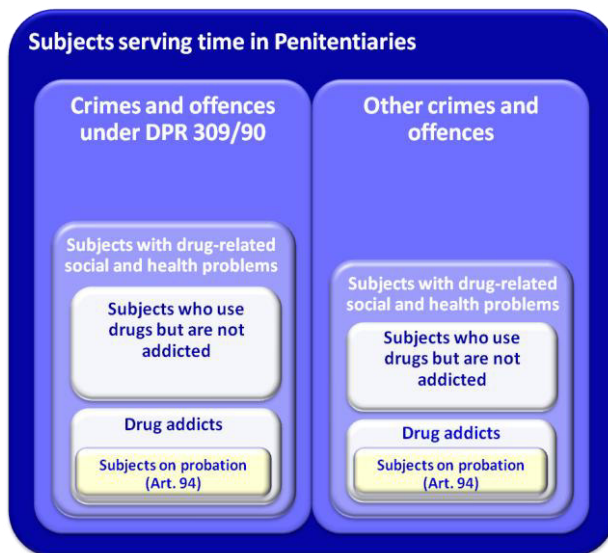 Subjects serving time in Penitentiaries
Crimes and offences
under DPR 309/90
Subjects with drug-related
social and health problems
Subjects who use
drugs but are not
addicted
Drug addicts
Subjects on probation
(Art. 94)
Other crimes and
offences
Subjects with drug-related
social and health problems
Subjects who use
drugs but are not
addicted
Drug addicts
Subjects on probation
(Art. 94)